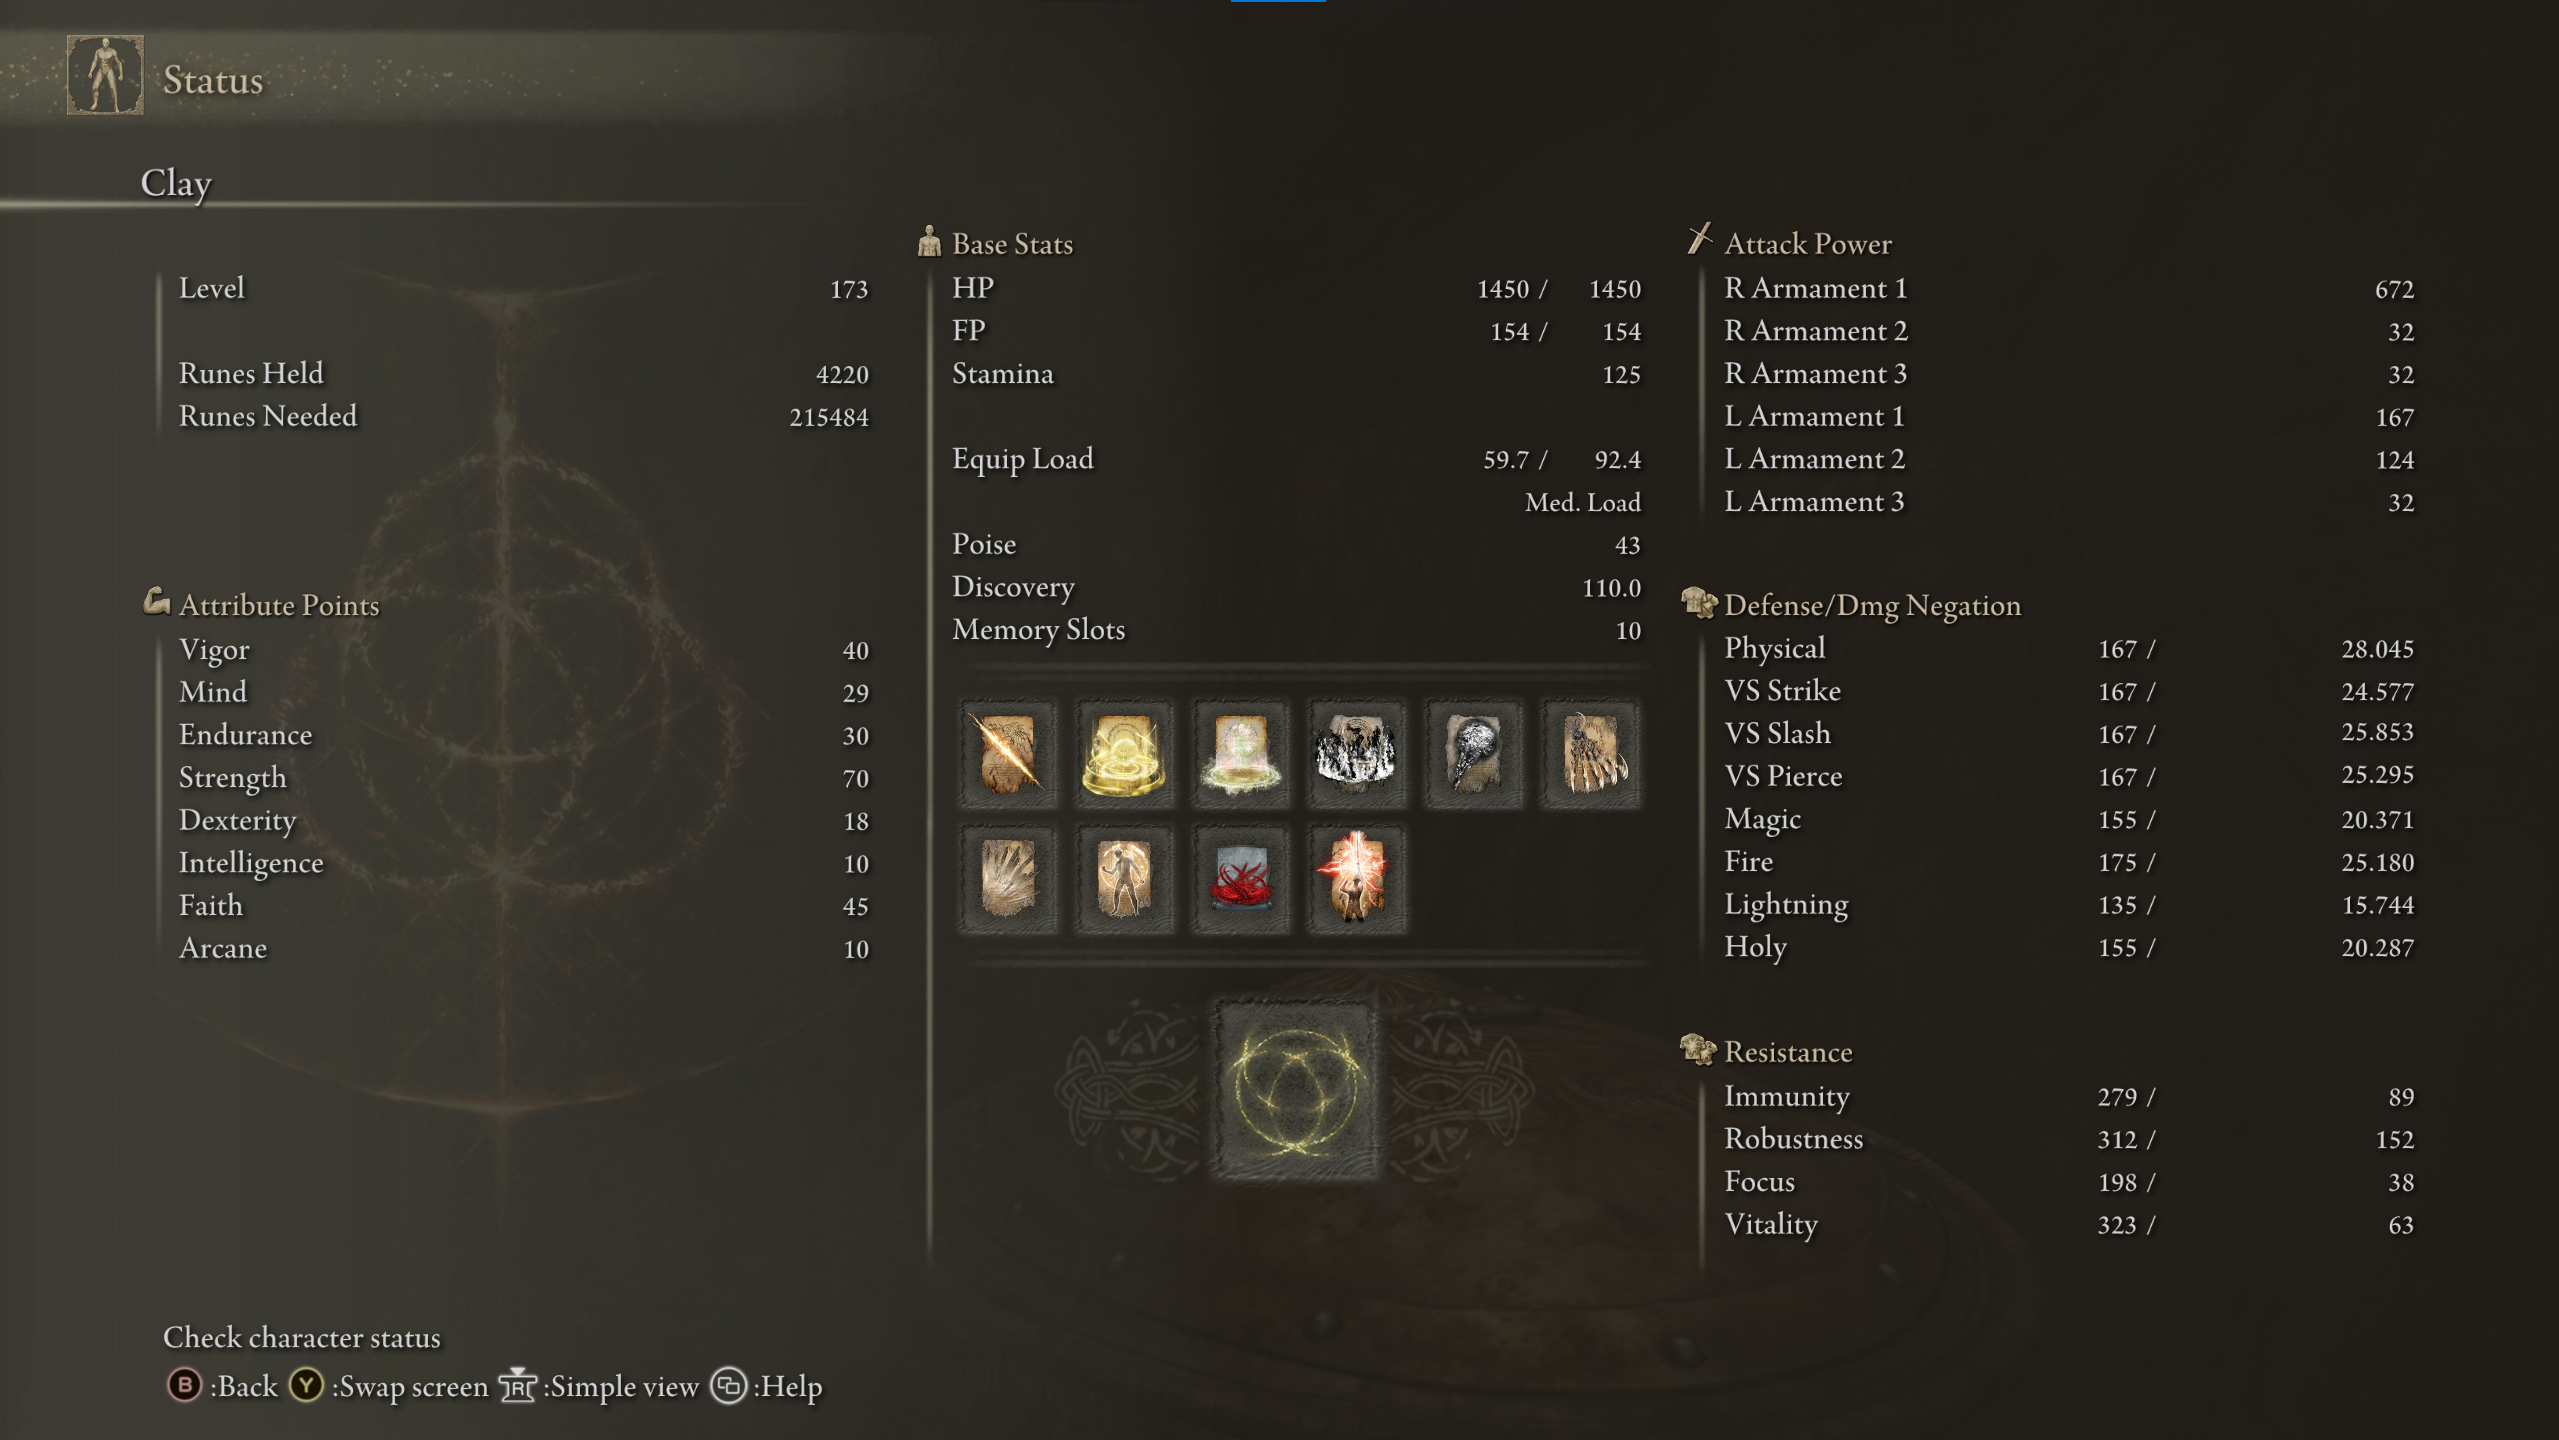 Status
Clay
Level 173
Runes Held 4220
Runes Needed 215484
Attribute Points
Vigor 40
Mind 29
Endurance 30
Strength 70
Dexterity 18
Intelligence 10
Faith 45
Arcane 10
Base Stats
HP 1450 / 1450
FP 154 / 154
Stamina 125
Equip Load 59.7 / 92.4
Med. Load
Poise 43
Discovery 110.0
Memory Slots 10
Attack Power
R Armament 1 672
R Armament 2 32
R Armament 3 32
L Armament 1 167
L Armament 2 124
L Armament 3 32
Defense/Dmg Negation
Physical 167 / 28.045
VS Strike 167 / 24.577
VS Slash 167 / 25.853
VS Pierce 167 / 25.295
Magic 155 / 20.371
Fire 175 / 25.180
Lightning 135 / 15.744
Holy 155 / 20.287
Resistance
Immunity 279 / 89
Robustness 312 / 152
Focus 198 / 38
Vitality 323 / 63
Check character status
B :Back Y :Swap screen R :Simple view :Help